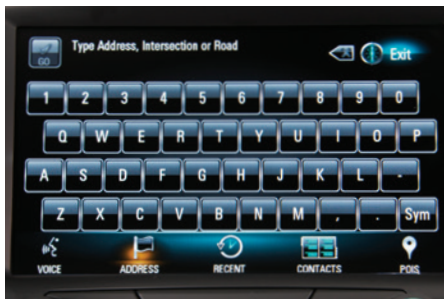 GO Type Address, Intersection or Road Exit
1 2 3 4 5 6 7 8 9 0
Q W E R T Y U I O P
A S D F G H J K L -
Z X C V B N M , . Sym
VOICE ADDRESS RECENT CONTACTS POIS